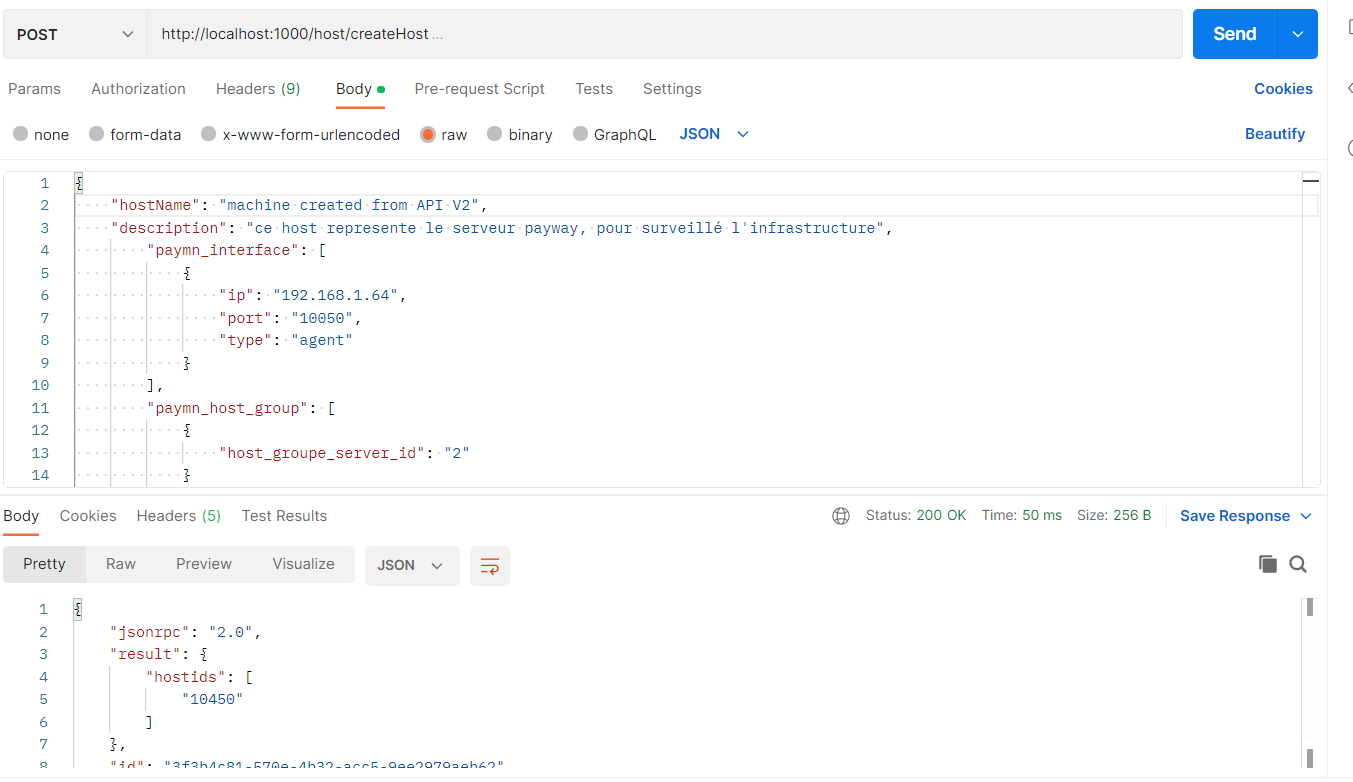 POST http://localhost:1000/host/createHost ... Send
Params Authorization Headers (9) Body Pre-request Script Tests Settings Cookies
none form-data x-www-form-urlencoded raw binary GraphQL JSON Beautify
1 {
2 "hostName": "machine created from API V2",
3 "description": "ce host represente le serveur payway, pour surveillé l'infrastructure",
4 "paymn_interface": [
5 {
6 "ip": "192.168.1.64",
7 "port": "10050",
8 "type": "agent"
9 }
10 ],
11 "paymn_host_group": [
12 {
13 "host_groupe_server_id": "2"
14 }
Body Cookies Headers (5) Test Results Status: 200 OK Time: 50 ms Size: 256 B Save Response
Pretty Raw Preview Visualize JSON
1 {
2 "jsonrpc": "2.0",
3 "result": {
4 "hostids": [
5 "10450"
6 ]
7 },
8 "id": "3f3b4c81-570e-4b32-acc5-9ee2979aeb62"